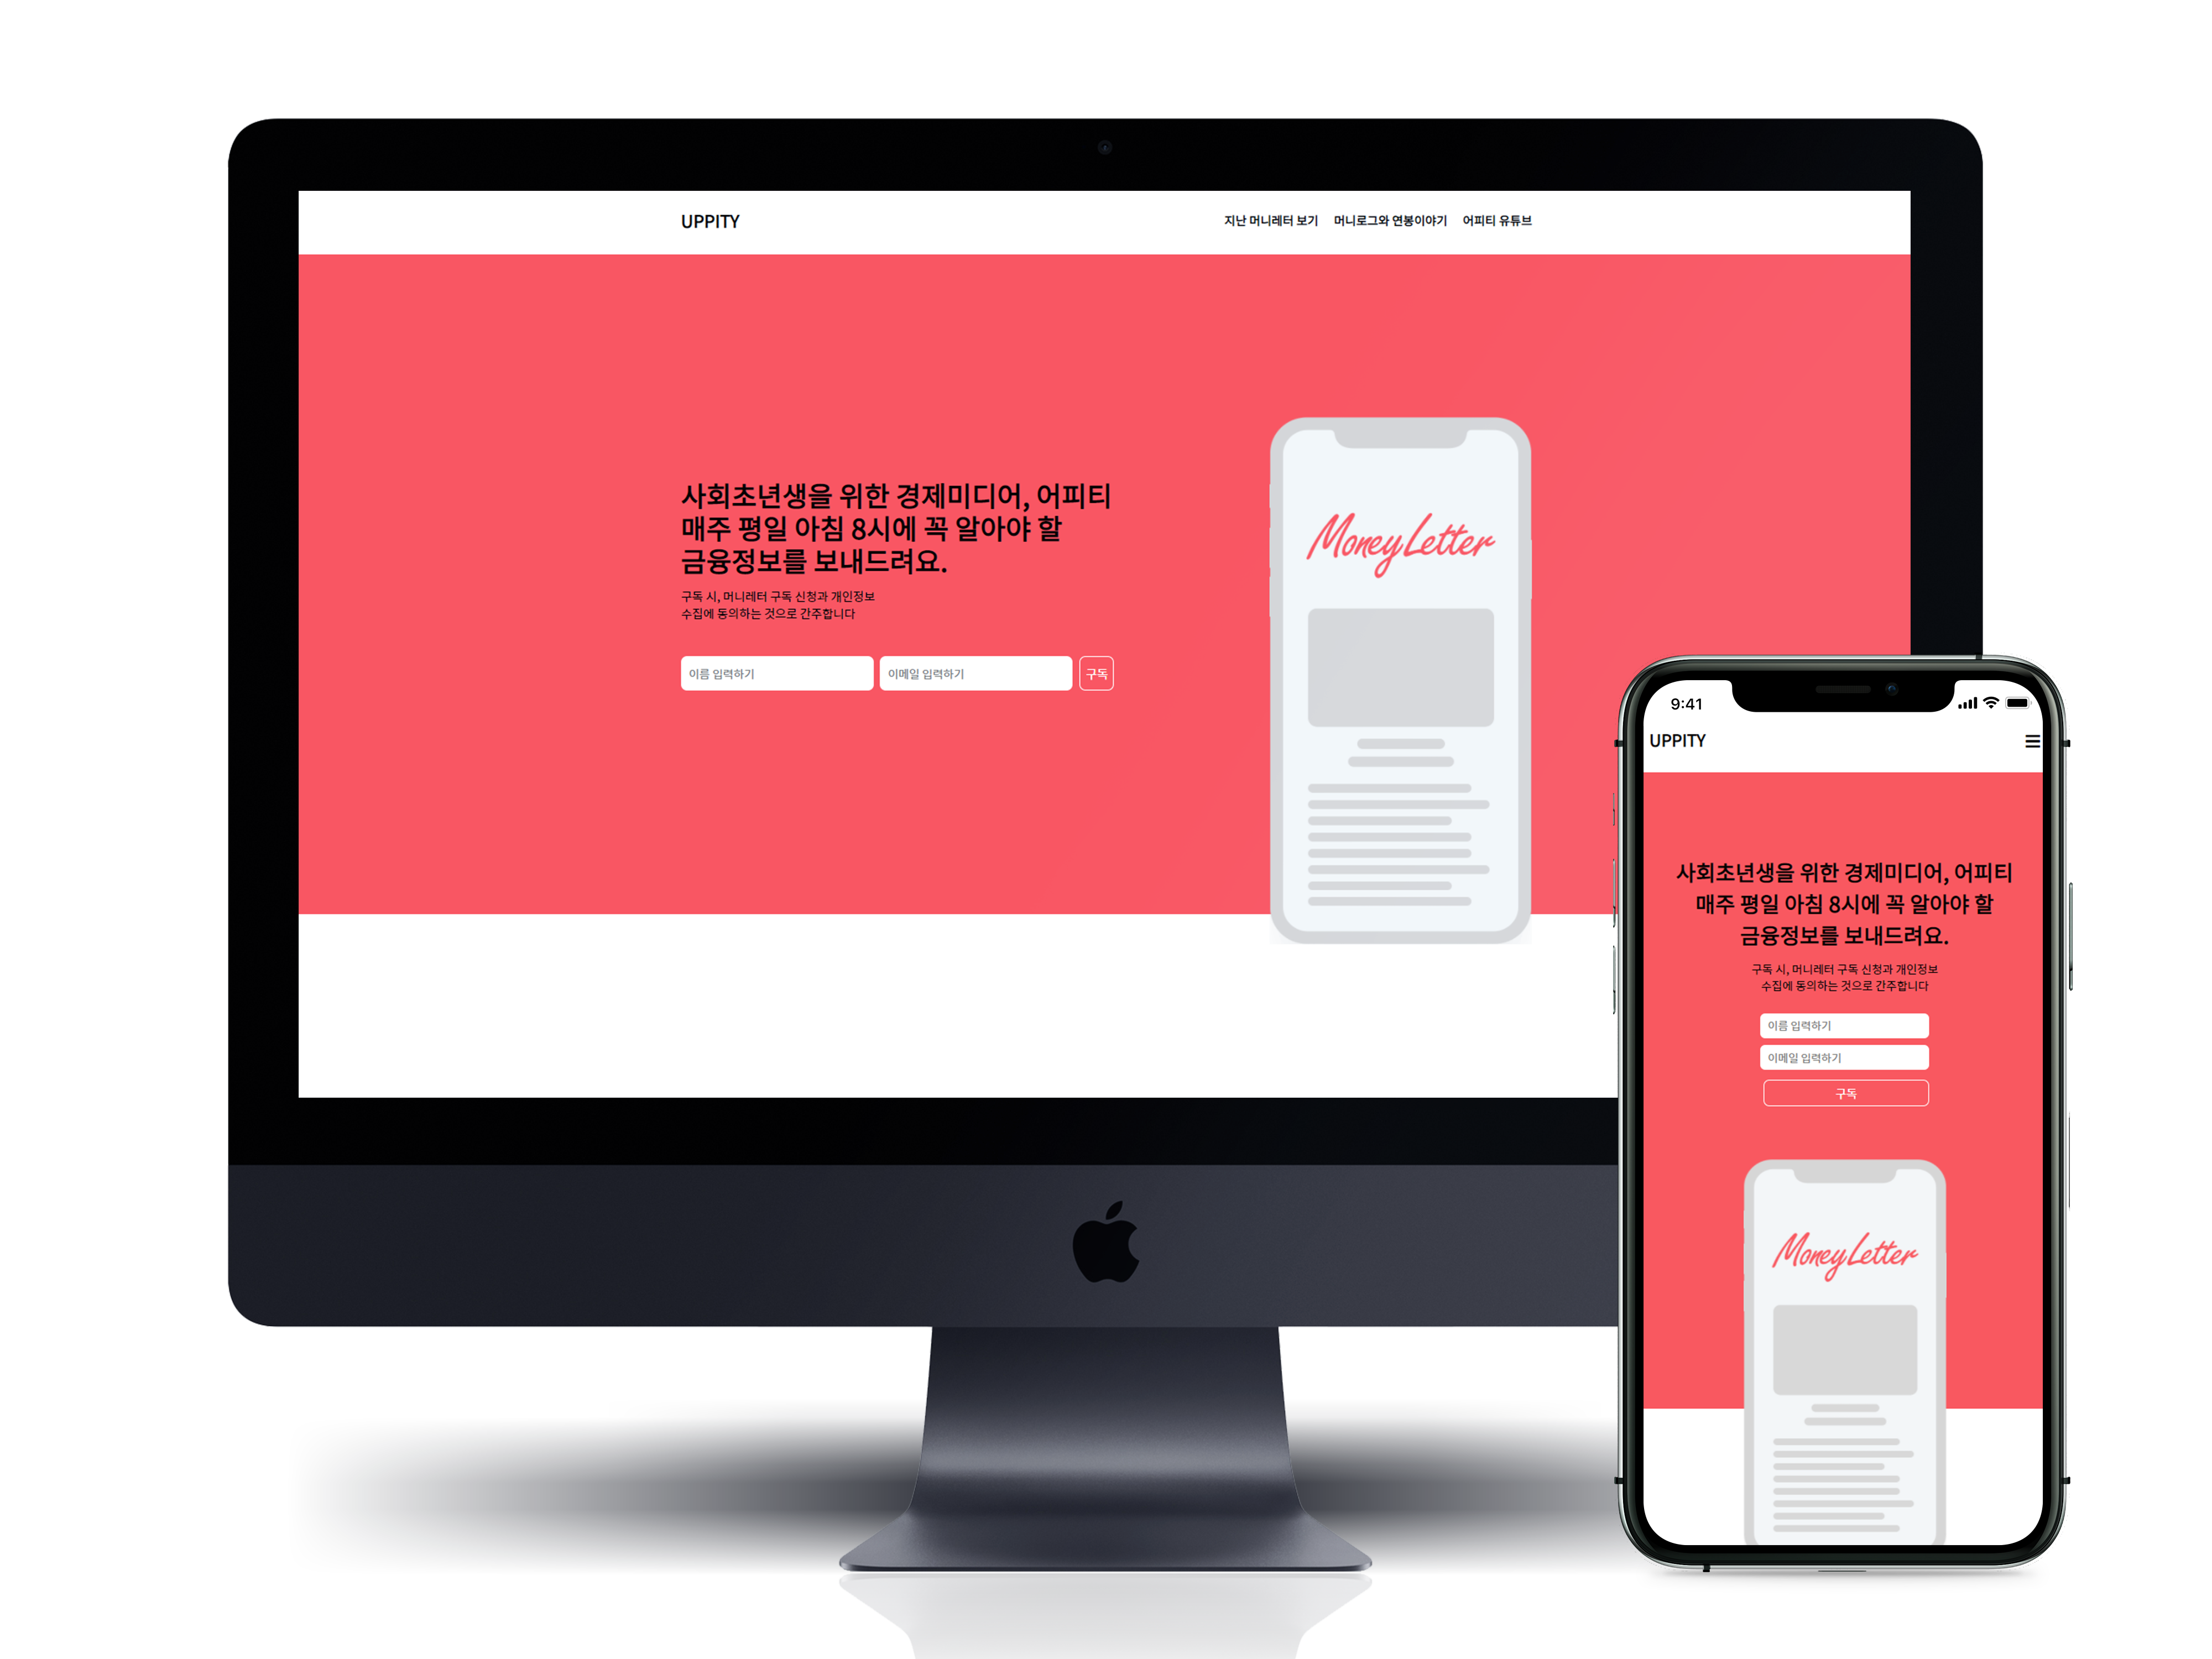 UPPITY
지난 머니레터 보기 머니로그와 연봉이야기 어피티 유튜브
사회초년생을 위한 경제미디어, 어피티
매주 평일 아침 8시에 꼭 알아야 할
금융정보를 보내드려요.
구독 시, 머니레터 구독 신청과 개인정보
수집에 동의하는 것으로 간주합니다
이름 입력하기 이메일 입력하기 구독
Money Letter
9:41
UPPITY
사회초년생을 위한 경제미디어, 어피티
매주 평일 아침 8시에 꼭 알아야 할
금융정보를 보내드려요.
구독 시, 머니레터 구독 신청과 개인정보
수집에 동의하는 것으로 간주합니다
이름 입력하기
이메일 입력하기
구독
Money Letter